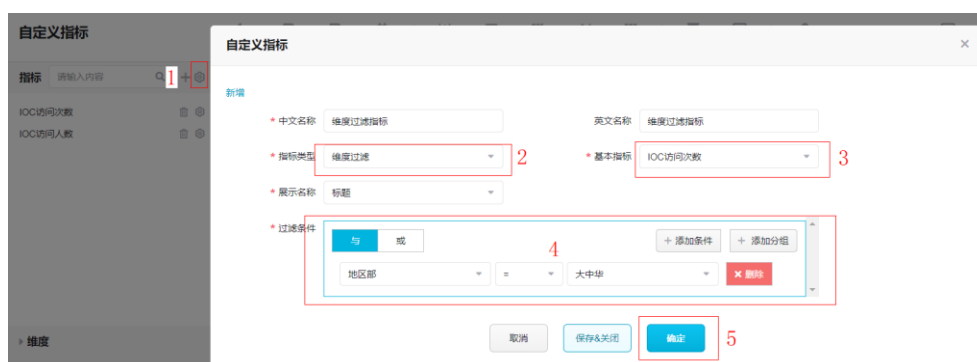 自定义指标
自定义指标
×
指标 请输入内容 1 +
新增
IOC访问次数
IOC访问人数
* 中文名称 维度过滤指标 英文名称 维度过滤指标
* 指标类型 维度过滤 2 * 基本指标 IOC访问次数 3
* 展示名称 标题
* 过滤条件
与 或 4 + 添加条件 + 添加分组
地区部 = 大中华 × 删除
取消 保存&关闭 确定 5
维度